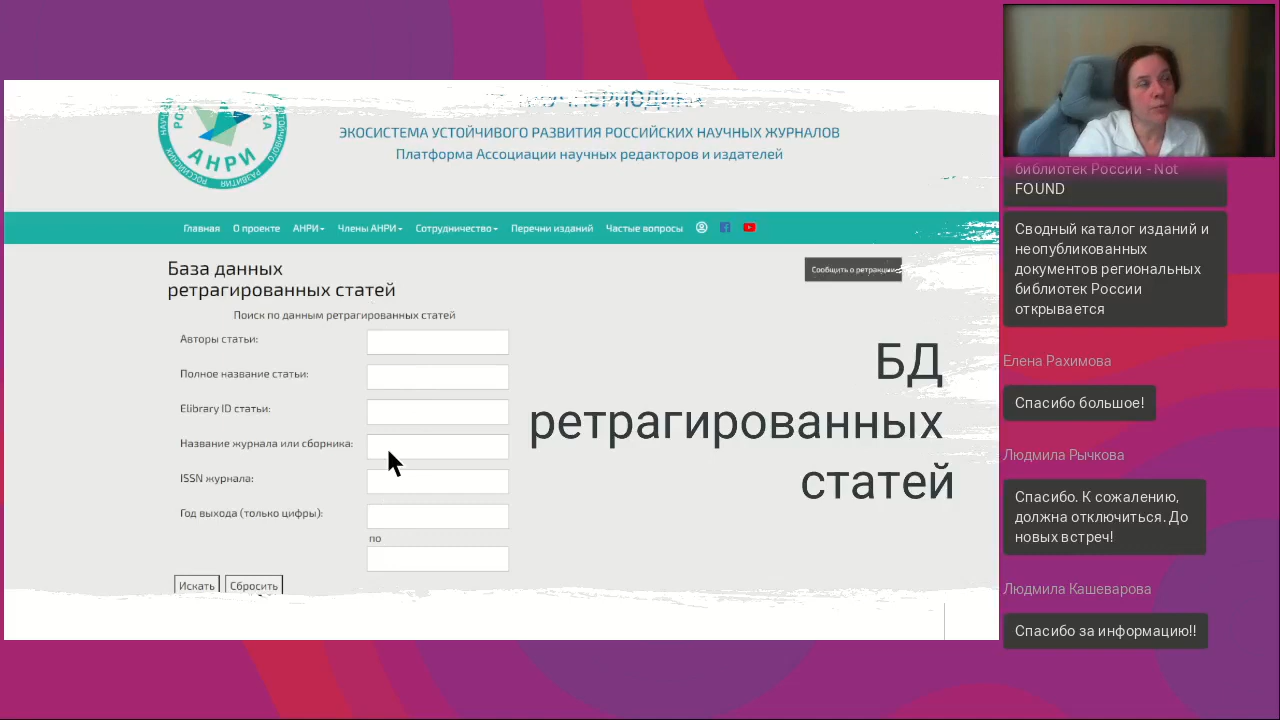 ЭКОСИСТЕМА УСТОЙЧИВОГО РАЗВИТИЯ РОССИЙСКИХ НАУЧНЫХ ЖУРНАЛОВ
Платформа Ассоциации научных редакторов и издателей
АНРИ
Главная О проекте АНРИ Члены АНРИ Сотрудничество Перечни изданий Частые вопросы
База данных
ретрагированных статей
Сообщить о ретракции
Поиск по данным ретрагированных статей
Авторы статьи:
Полное название статьи:
Elibrary ID статьи:
Название журнала или сборника:
ISSN журнала:
Год выхода (только цифры):
по
Искать Сбросить
БД
ретрагированных
статей
библиотек России - Not
FOUND
Сводный каталог изданий и
неопубликованных
документов региональных
библиотек России
открывается
Елена Рахимова
Спасибо большое!
Людмила Рычкова
Спасибо. К сожалению,
должна отключиться. До
новых встреч!
Людмила Кашеварова
Спасибо за информацию!!